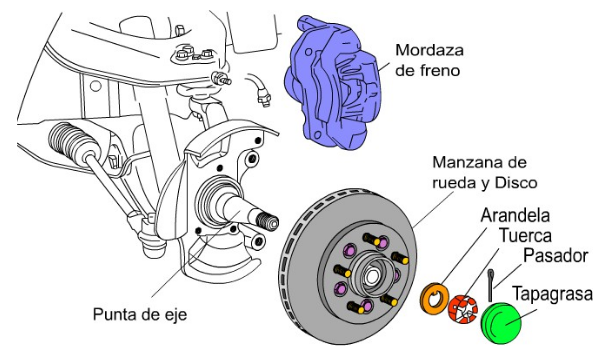 Mordaza
de freno
Manzana de
rueda y Disco
Arandela
Tuerca
Pasador
Tapagrasa
Punta de eje